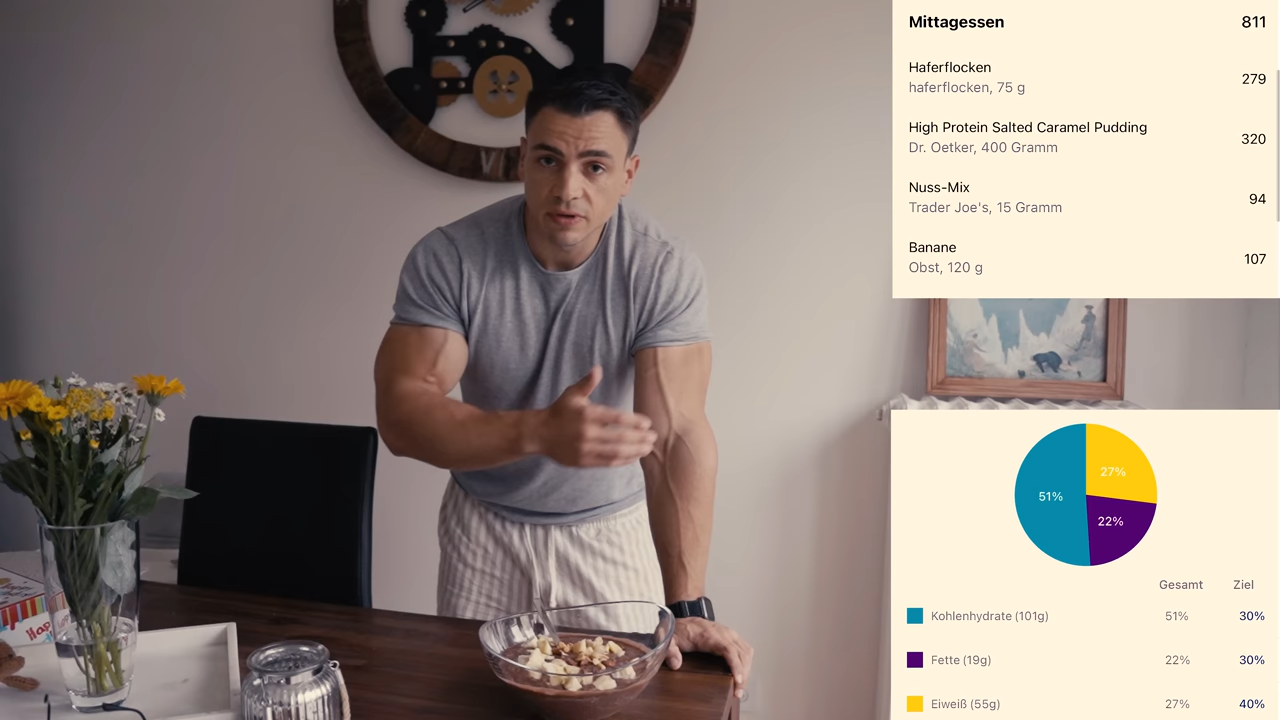 Mittagessen 811
Haferflocken
haferflocken, 75 g 279
High Protein Salted Caramel Pudding
Dr. Oetker, 400 Gramm 320
Nuss-Mix
Trader Joe's, 15 Gramm 94
Banane
Obst, 120 g 107
27%
51%
22%
Gesamt Ziel
Kohlenhydrate (101g) 51% 30%
Fette (19g) 22% 30%
Eiweiß (55g) 27% 40%